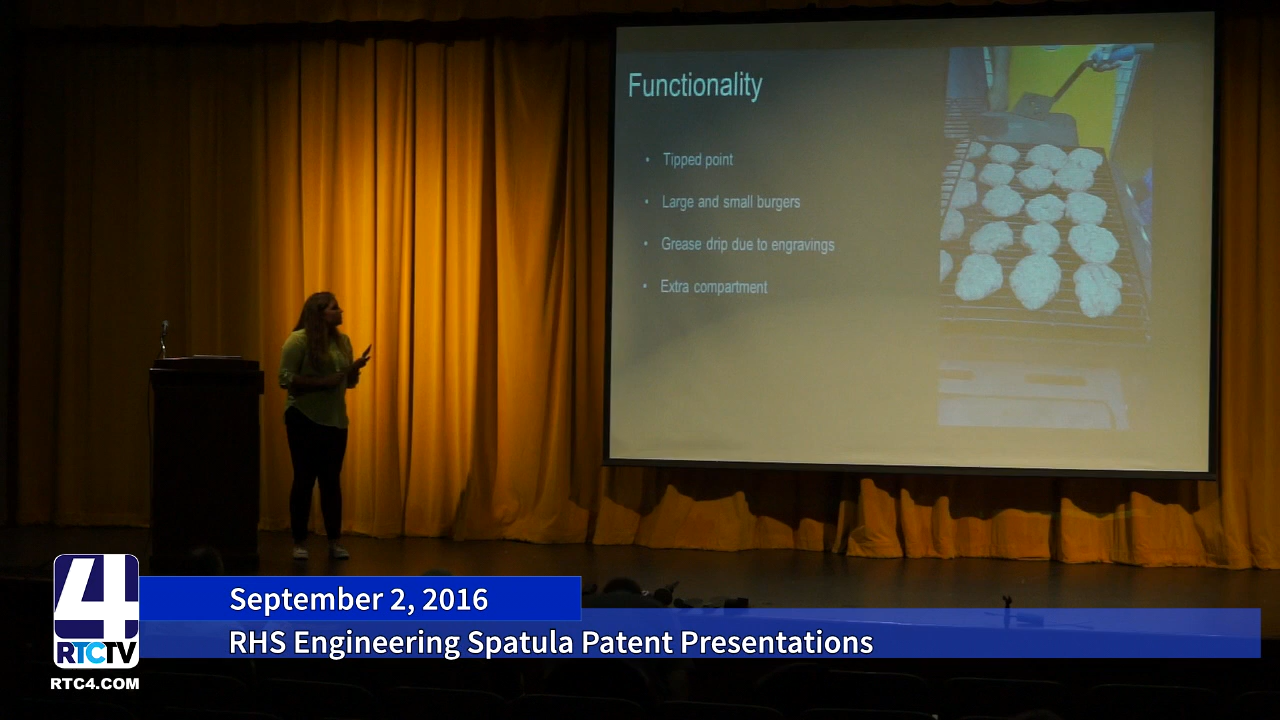 Functionality
• Tipped point
• Large and small burgers
• Grease drip due to engravings
• Extra compartment
4
RTCTV
RTC4.COM
September 2, 2016
RHS Engineering Spatula Patent Presentations